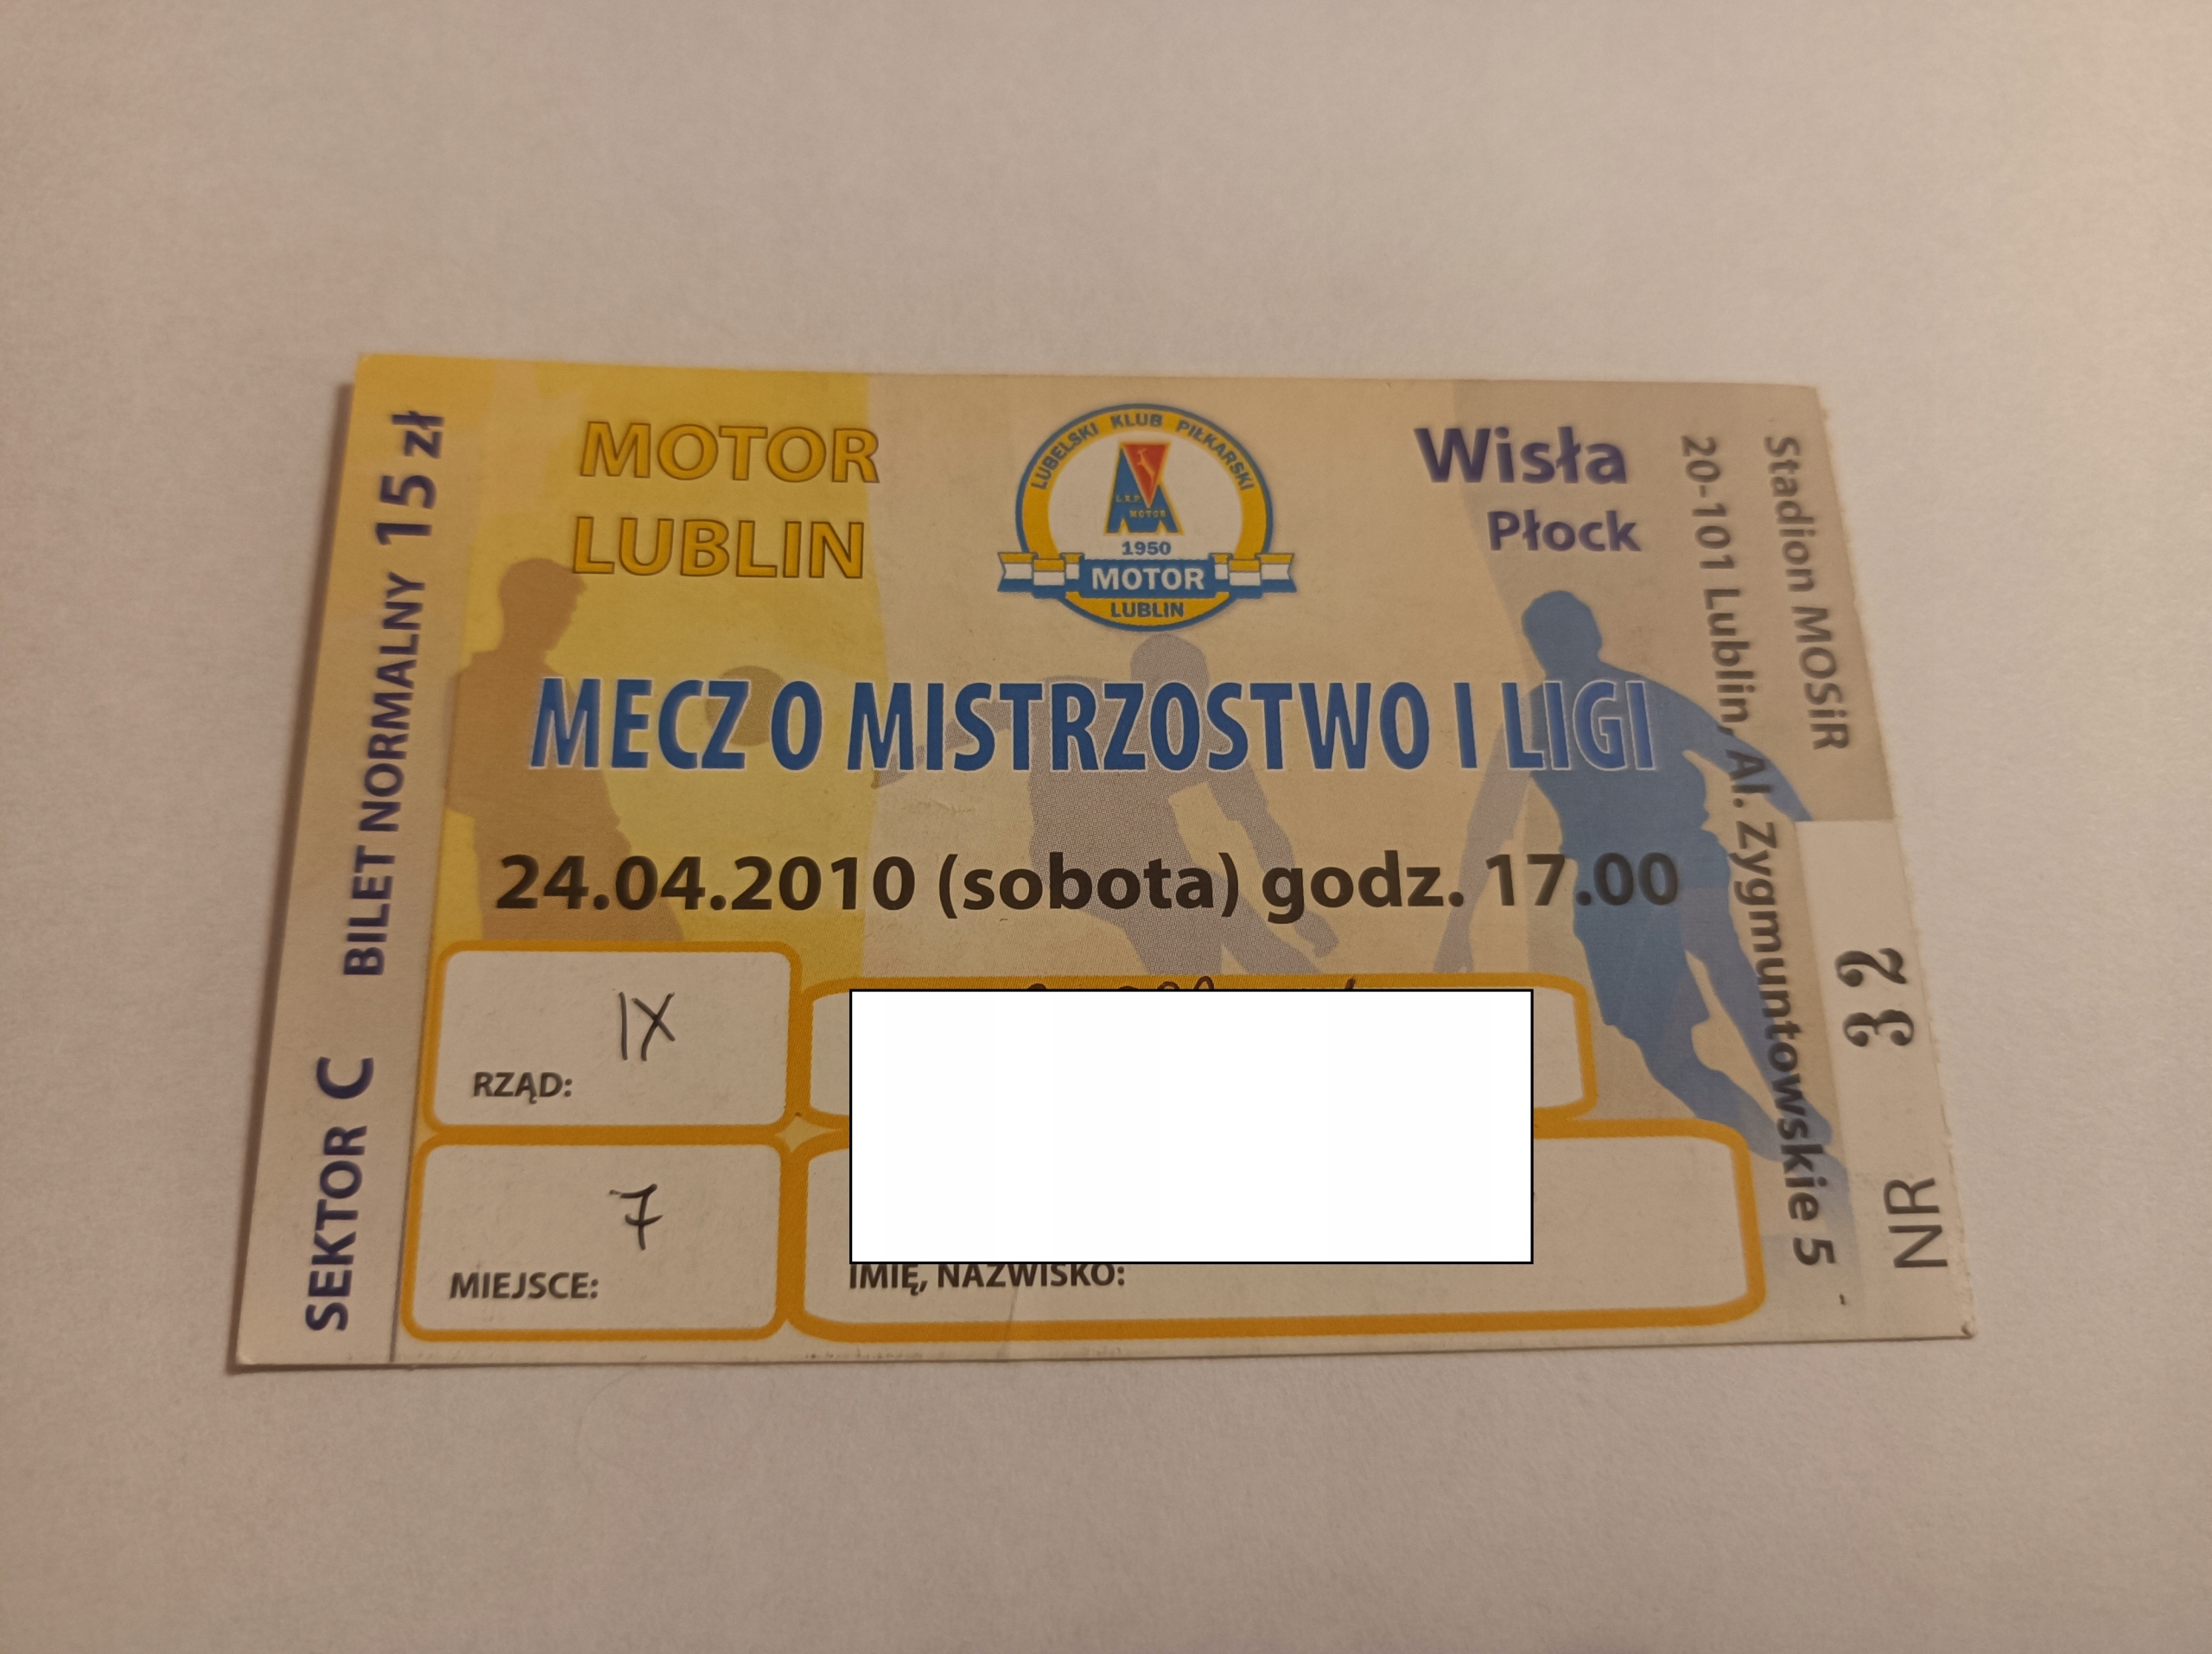 SEKTOR C BILET NORMALNY 15 zł
MOTOR
LUBLIN
LUBELSKI KLUB PIŁKARSKI
L.K.P.
MOTOR
1950
MOTOR
LUBLIN
Wisła
Płock
MECZ O MISTRZOSTWO I LIGI
24.04.2010 (sobota) godz. 17.00
IX
RZĄD:
7
MIEJSCE:
IMIĘ, NAZWISKO:
Stadion MOSiR
20-101 Lublin, Al. Zygmuntowskie 5
NR 32